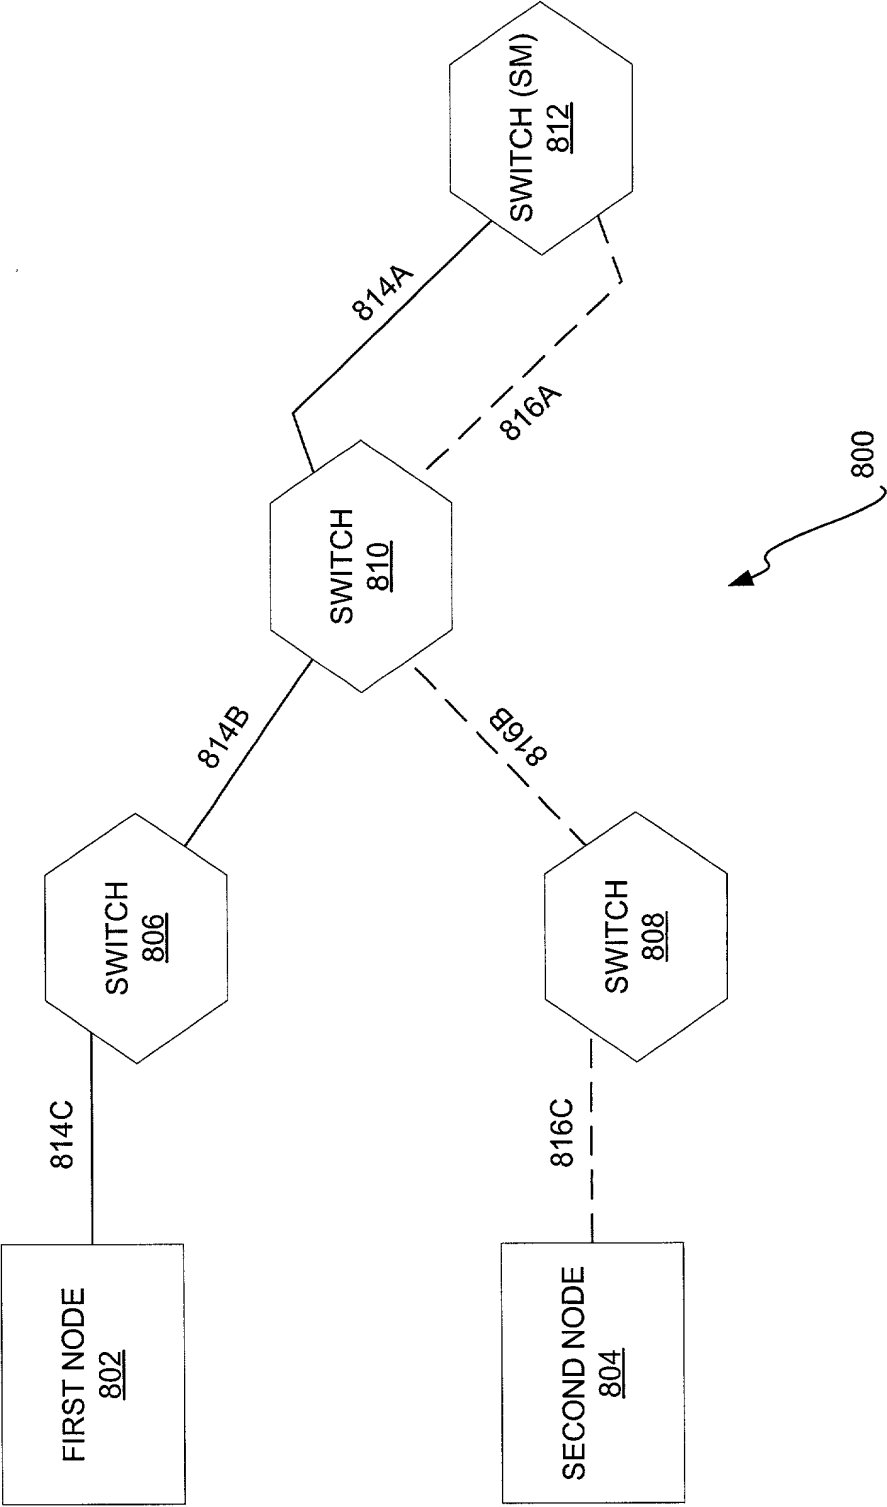 FIRST NODE
802
814C
SWITCH
806
814B
SWITCH
810
814A
SWITCH (SM)
812
816A
816B
SECOND NODE
804
816C
SWITCH
808
800